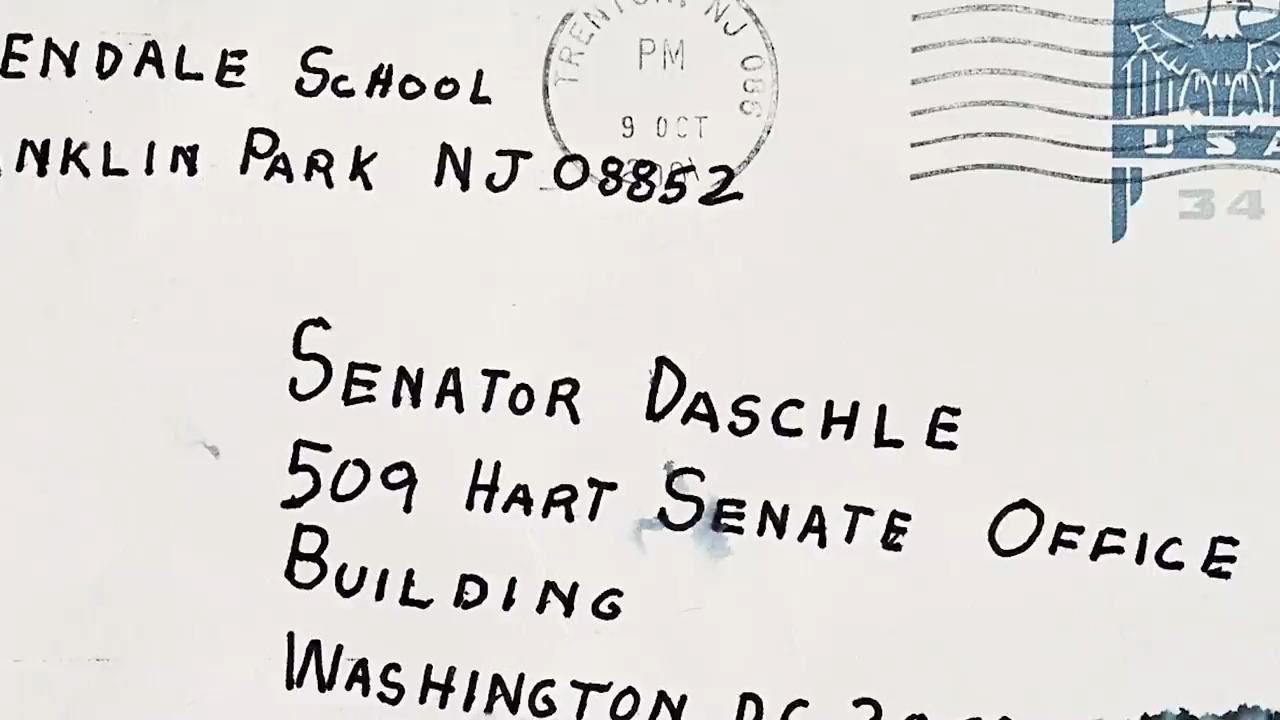 ENDALE SCHOOL
NKLIN PARK NJ 08852
TRENTON, NJ 086
PM
9 OCT
USA
34
SENATOR DASCHLE
509 HART SENATE OFFICE
BUILDING
WASHINGTON DC